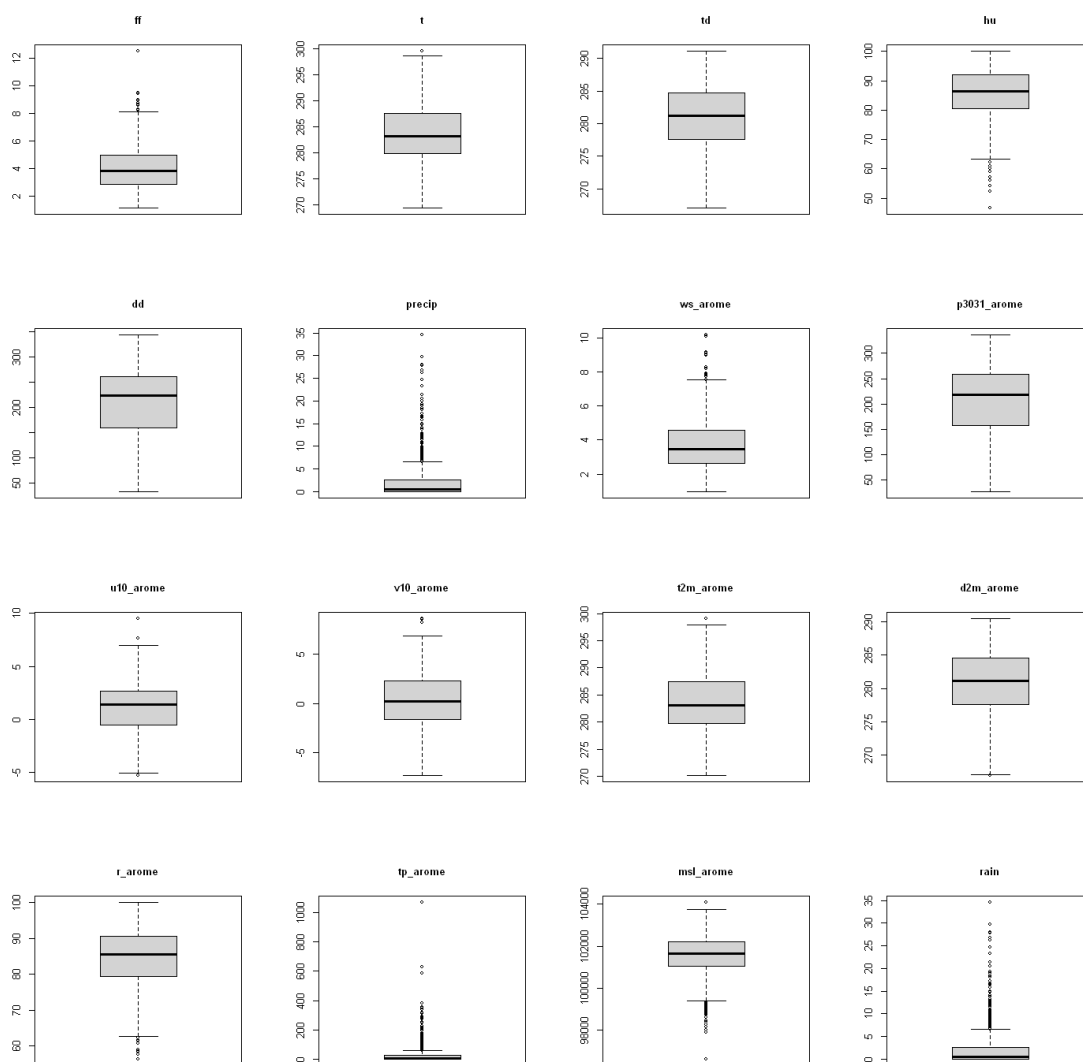 ff t td hu
12 10 8 6 4 2
300 295 290 285 280 275 270
290 285 280 275 270
100 90 80 70 60 50
dd precip ws_arome p3031_arome
300 200 100 50
35 30 25 20 15 10 5 0
10 8 6 4 2
300 250 200 150 100 50
u10_arome v10_arome t2m_arome d2m_arome
10 5 0 -5
5 0 -5
300 295 290 285 280 275 270
290 285 280 275 270
r_arome tp_arome msl_arome rain
100 90 80 70 60
1000 800 600 400 200 0
104000 102000 100000 98000
35 30 25 20 15 10 5 0